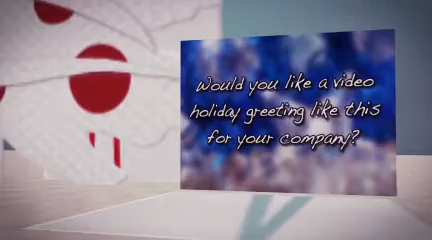 Would you like a video
holiday greeting like this
for your company?